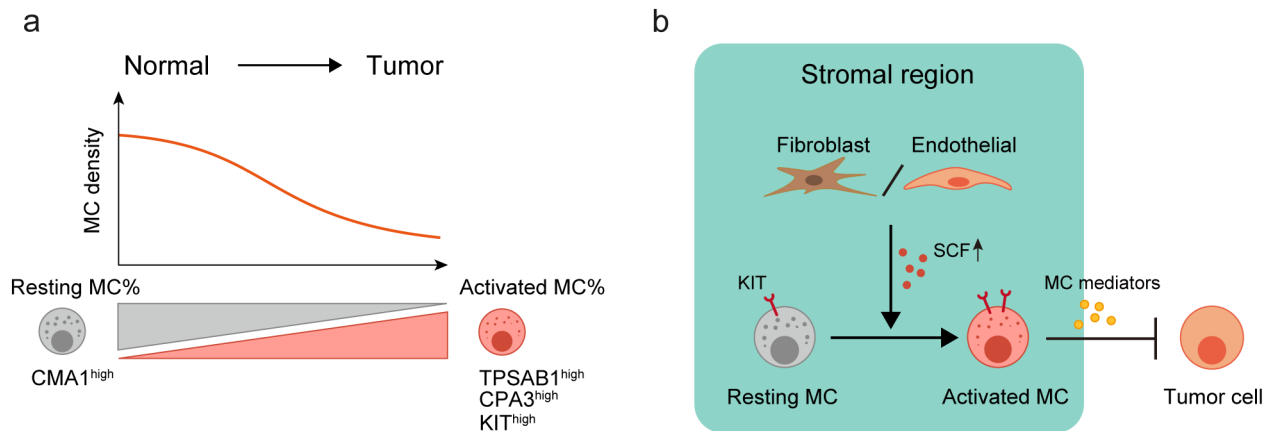 a
Normal
Tumor
MC density
Resting MC%
Activated MC%
CMA1high
TPSAB1high
CPA3high
KIThigh
b
Stromal region
Fibroblast
Endothelial
SCF
KIT
MC mediators
Resting MC
Activated MC
Tumor cell